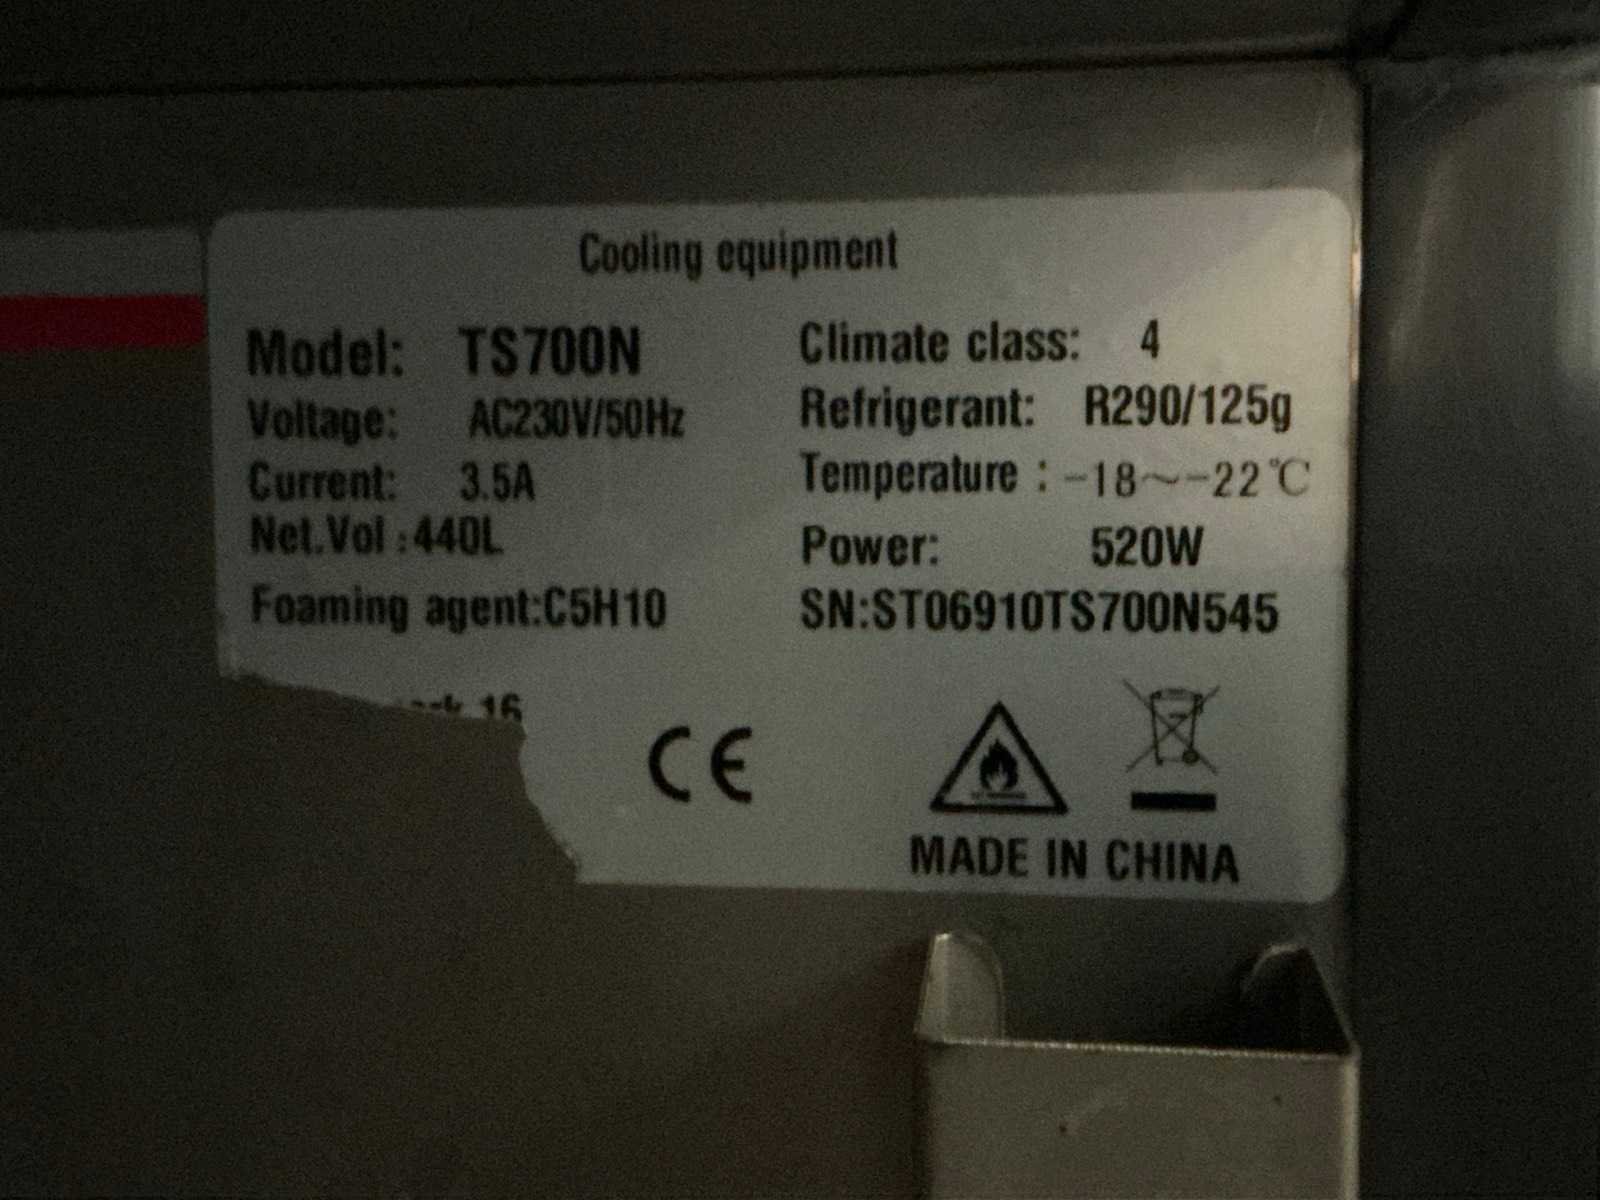 Cooling equipment
Model: TS700N
Voltage: AC230V/50Hz
Current: 3.5A
Net.Vol :440L
Foaming agent:C5H10
Climate class: 4
Refrigerant: R290/125g
Temperature : -18～-22℃
Power: 520W
SN:ST06910TS700N545
16
CE
MADE IN CHINA